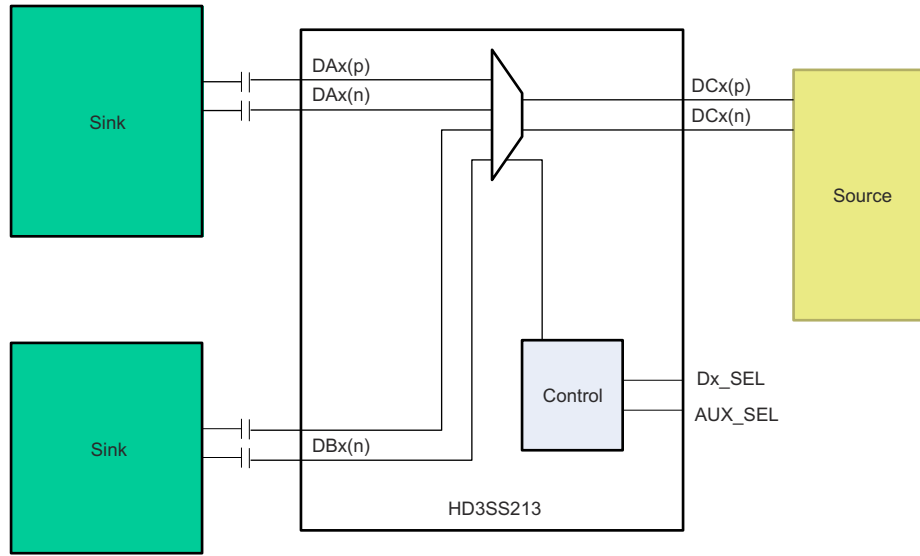 DAx(p)
DAx(n)
DCx(p)
DCx(n)
Sink
Source
Dx_SEL
Control
AUX_SEL
Sink
DBx(n)
HD3SS213